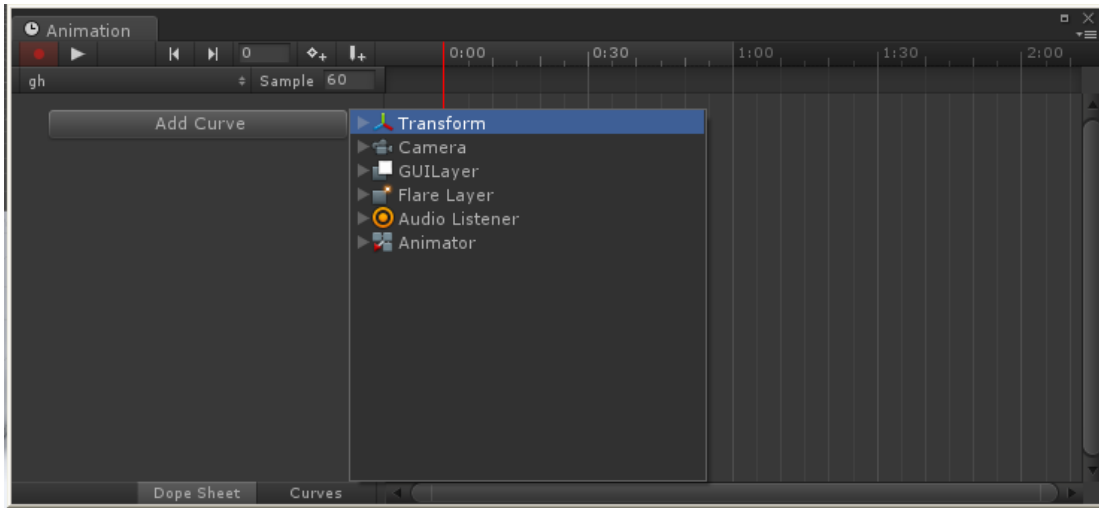 Animation
0 0:00 0:30 1:00 1:30 2:00
gh Sample 60
Add Curve
Transform
Camera
GUILayer
Flare Layer
Audio Listener
Animator
Dope Sheet Curves